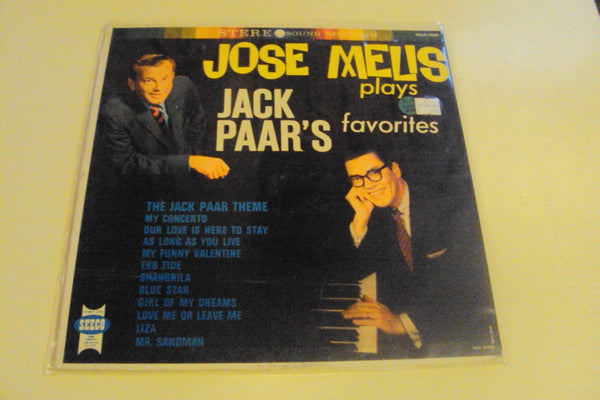 STEREO SOUND SPECTRUM
JOSE MELIS
plays
JACK
PAAR'S
favorites
THE JACK PAAR THEME
MY CONCERTO
OUR LOVE IS HERE TO STAY
AS LONG AS YOU LIVE
MY FUNNY VALENTINE
EBB TIDE
SHANGRILA
BLUE STAR
GIRL OF MY DREAMS
LOVE ME OR LEAVE ME
LIZA
MR. SANDMAN
SEECO